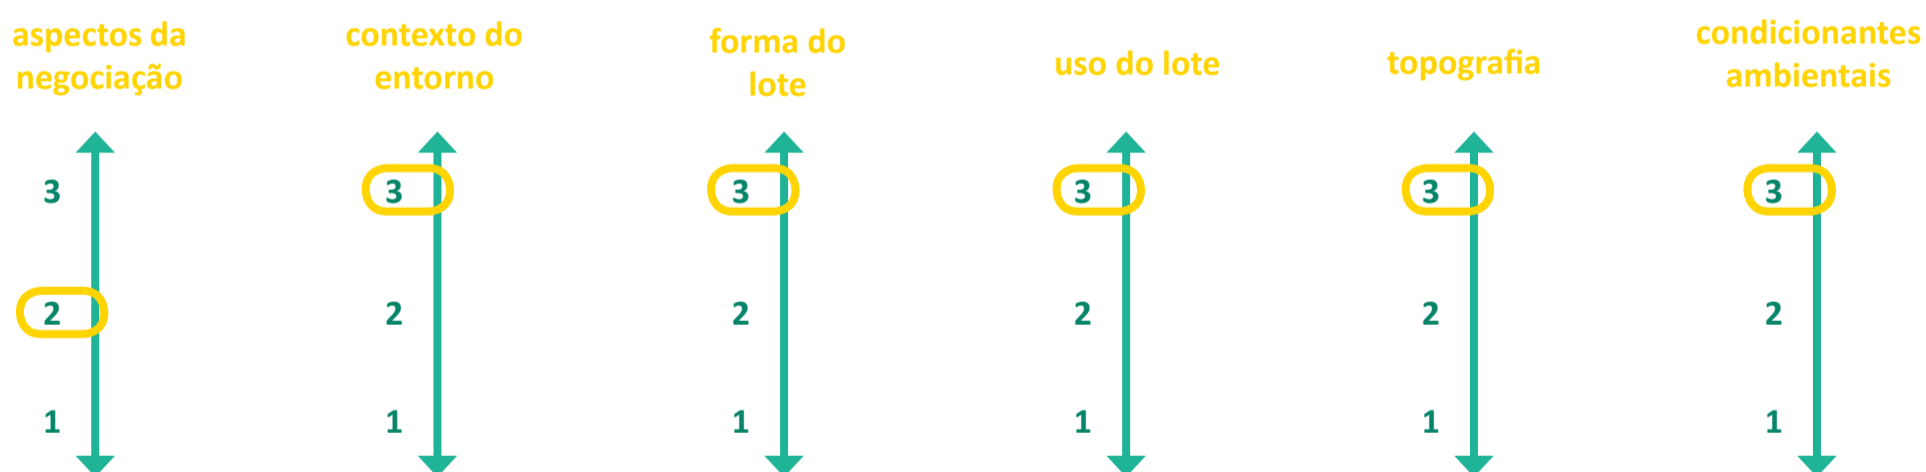 aspectos da
negociação
3
2
1
contexto do
entorno
3
2
1
forma do
lote
3
2
1
uso do lote
3
2
1
topografia
3
2
1
condicionantes
ambientais
3
2
1